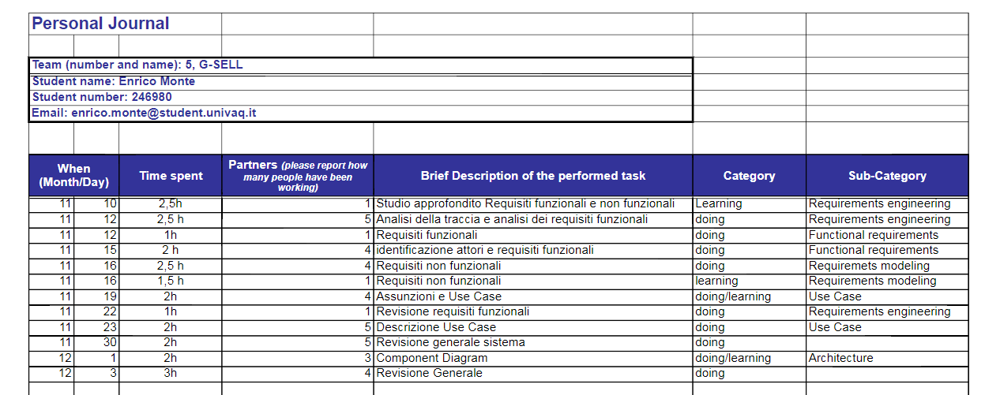 Personal Journal
Team (number and name): 5, G-SELL
Student name: Enrico Monte
Student number: 246980
Email: enrico.monte@student.univaq.it
When (Month/Day) Time spent Partners (please report how many people have been working) Brief Description of the performed task Category Sub-Category
11 10 2,5h 1 Studio approfondito Requisiti funzionali e non funzionali Learning Requirements engineering
11 12 2,5 h 5 Analisi della traccia e analisi dei requisiti funzionali doing Requirements engineering
11 12 1h 1 Requisiti funzionali doing Functional requirements
11 15 2 h 4 identificazione attori e requisiti funzionali doing Functional requirements
11 16 2,5 h 4 Requisiti non funzionali doing Requiremets modeling
11 16 1,5 h 1 Requisiti non funzionali learning Requirements modeling
11 19 2h 4 Assunzioni e Use Case doing/learning Use Case
11 22 1h 1 Revisione requisiti funzionali doing Requirements engineering
11 23 2h 5 Descrizione Use Case doing Use Case
11 30 2h 5 Revisione generale sistema doing
12 1 2h 3 Component Diagram doing/learning Architecture
12 3 3h 4 Revisione Generale doing